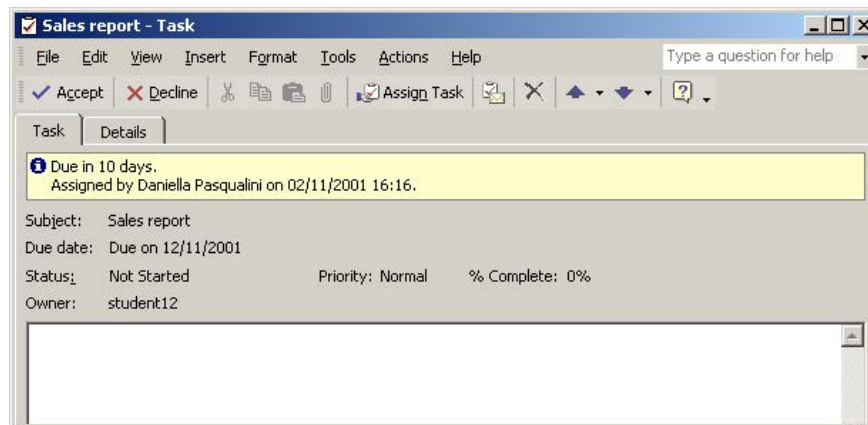 Sales report - Task
File Edit View Insert Format Tools Actions Help Type a question for help
Accept Decline Assign Task
Task Details
Due in 10 days.
Assigned by Daniella Pasqualini on 02/11/2001 16:16.
Subject: Sales report
Due date: Due on 12/11/2001
Status: Not Started Priority: Normal % Complete: 0%
Owner: student12